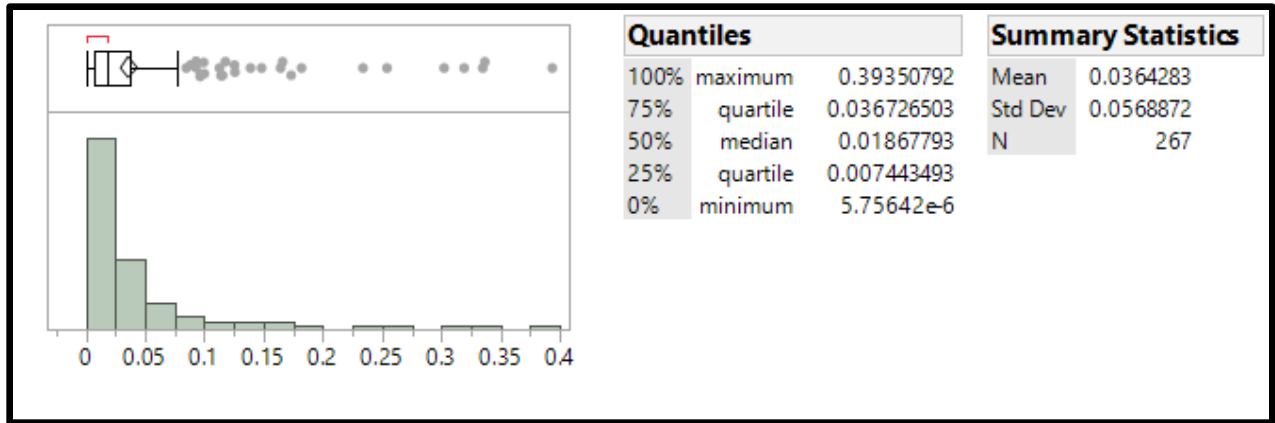 Quantiles
100% maximum 0.39350792
75% quartile 0.036726503
50% median 0.01867793
25% quartile 0.007443493
0% minimum 5.75642e-6
Summary Statistics
Mean 0.0364283
Std Dev 0.0568872
N 267
0 0.05 0.1 0.15 0.2 0.25 0.3 0.35 0.4